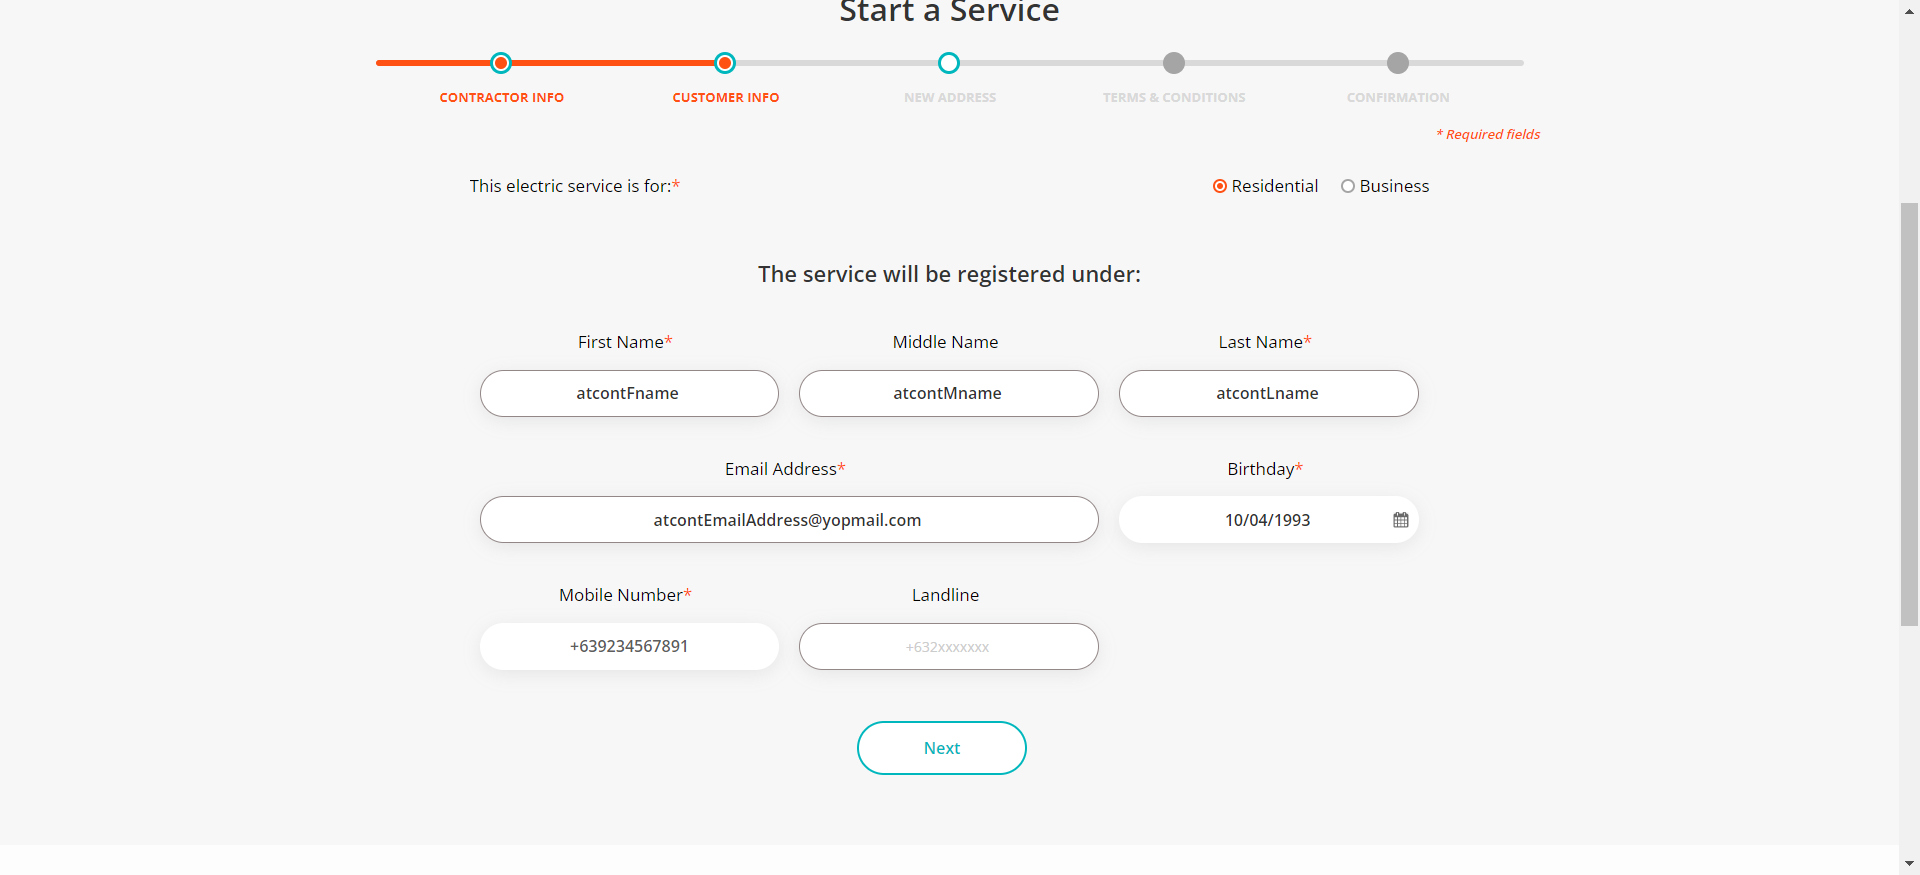 Start a Service
CONTRACTOR INFO CUSTOMER INFO NEW ADDRESS TERMS & CONDITIONS CONFIRMATION
* Required fields
This electric service is for:* Residential Business
The service will be registered under:
First Name* Middle Name Last Name*
atcontFname atcontMname atcontLname
Email Address* Birthday*
atcontEmailAddress@yopmail.com 10/04/1993
Mobile Number* Landline
+639234567891 +632xxxxxxx
Next